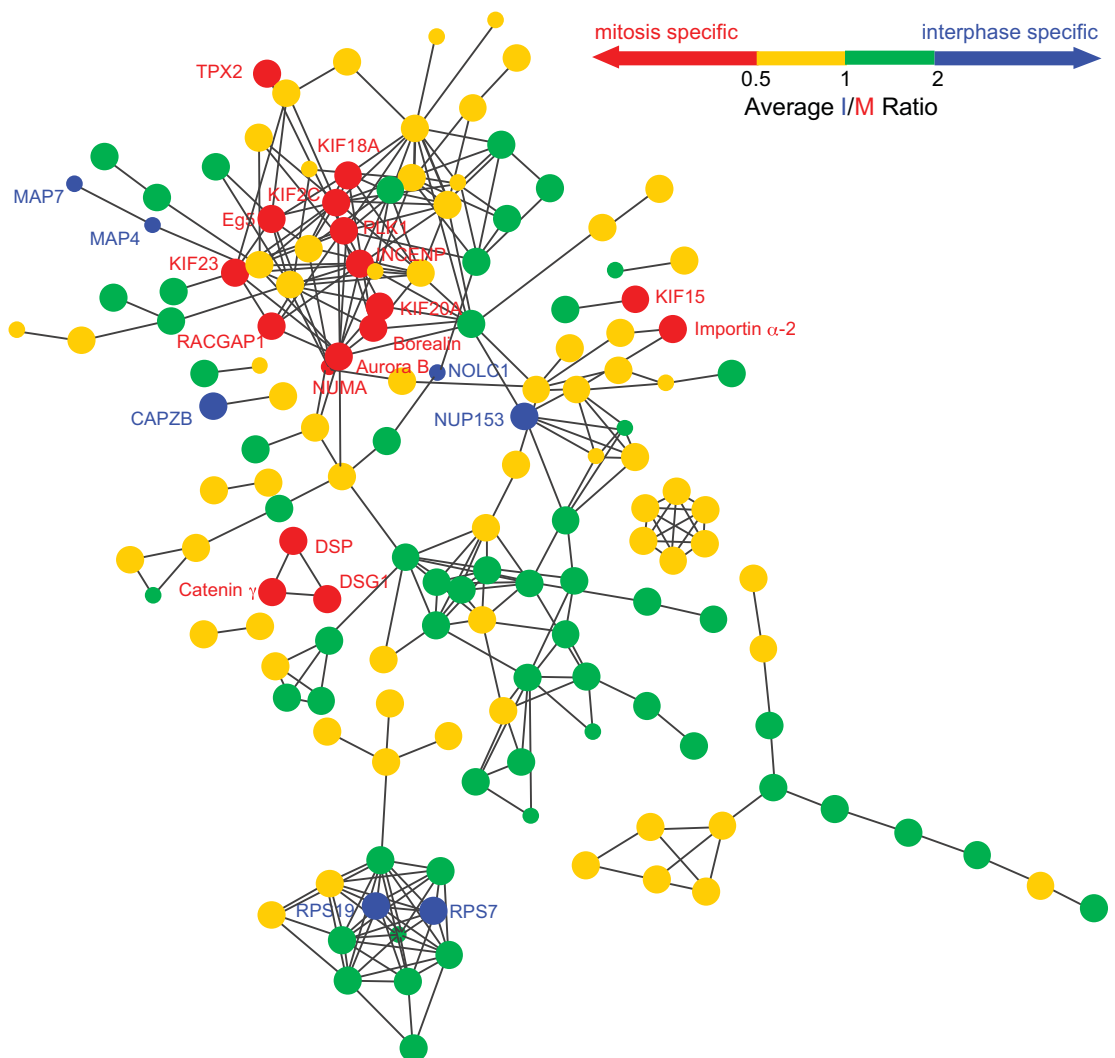 mitosis specific interphase specific
0.5 1 2
Average I/M Ratio
TPX2
KIF18A
MAP7
KIF2C
Eg5
PLK1
MAP4
INCENP
KIF23
KIF20A
KIF15
RACGAP1
Borealin
Importin α-2
Aurora B
NOLC1
NUMA
CAPZB
NUP153
DSP
Catenin γ
DSG1
RPS19
RPS7